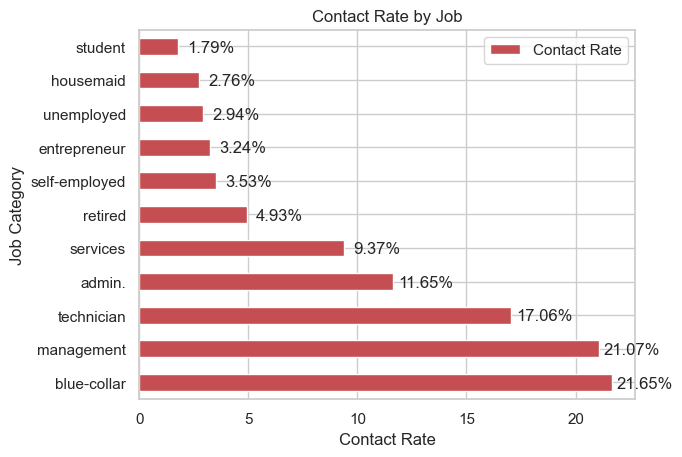 Contact Rate by Job
Contact Rate
student 1.79%
housemaid 2.76%
unemployed 2.94%
entrepreneur 3.24%
self-employed 3.53%
retired 4.93%
services 9.37%
admin. 11.65%
technician 17.06%
management 21.07%
blue-collar 21.65%
Job Category
0 5 10 15 20
Contact Rate